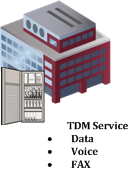 TDM Service
• Data
• Voice
• FAX